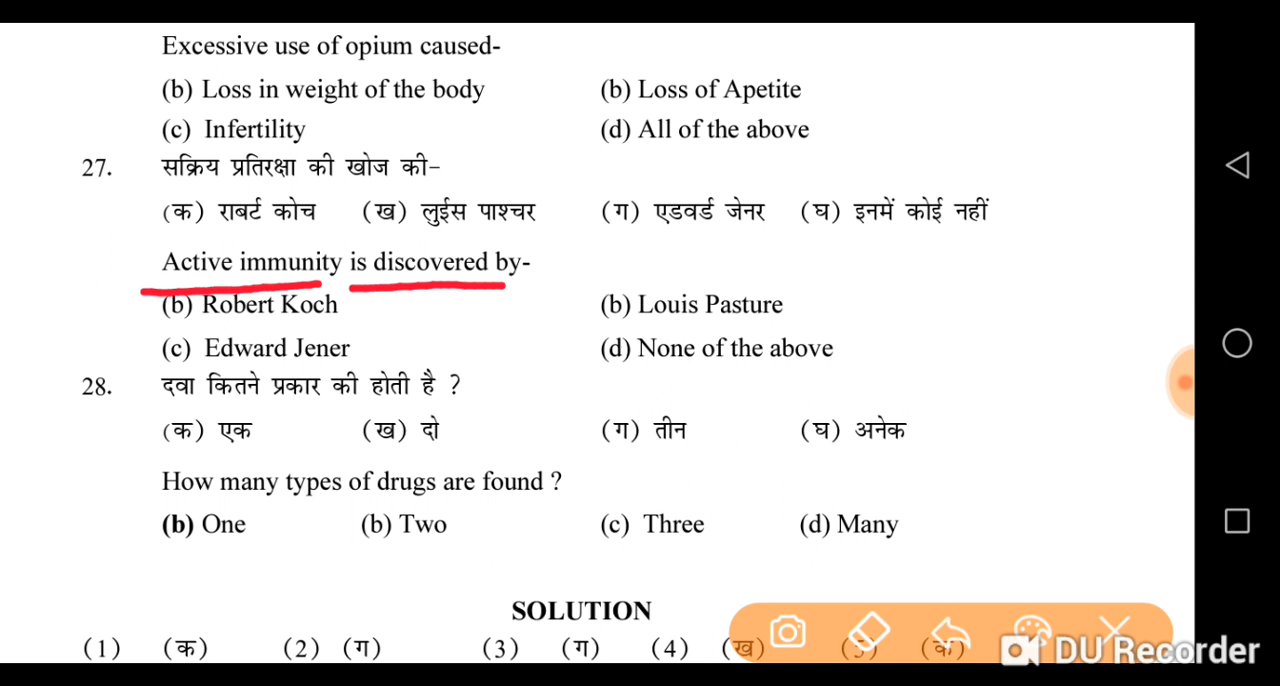 Excessive use of opium caused-
(b) Loss in weight of the body (b) Loss of Apetite
(c) Infertility (d) All of the above
27. सक्रिय प्रतिरक्षा की खोज की–
(क) राबर्ट कोच (ख) लुईस पाश्चर (ग) एडवर्ड जेनर (घ) इनमें कोई नहीं
Active immunity is discovered by-
(b) Robert Koch (b) Louis Pasture
(c) Edward Jener (d) None of the above
28. दवा कितने प्रकार की होती है ?
(क) एक (ख) दो (ग) तीन (घ) अनेक
How many types of drugs are found ?
(b) One (b) Two (c) Three (d) Many
SOLUTION
(1) (क) (2) (ग) (3) (ग) (4) (ख) (5) (क)
DU Recorder